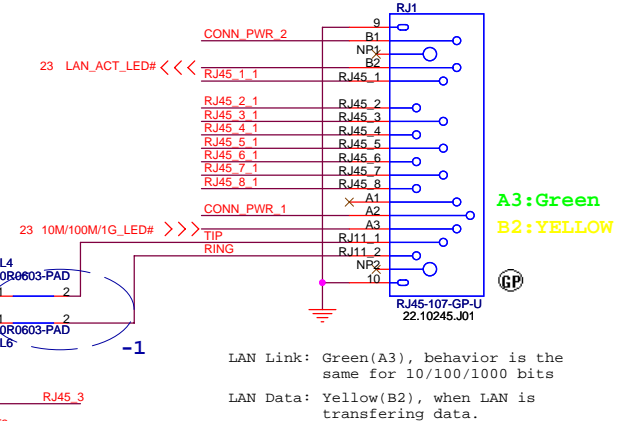 RJ1
9
CONN_PWR_2 B1
NP1
23 LAN_ACT_LED# B2
RJ45_1_1 RJ45_1
RJ45_2_1 RJ45_2
RJ45_3_1 RJ45_3
RJ45_4_1 RJ45_4
RJ45_5_1 RJ45_5
RJ45_6_1 RJ45_6
RJ45_7_1 RJ45_7
RJ45_8_1 RJ45_8
A1
A3:Green
CONN_PWR_1 A2
23 10M/100M/1G_LED# A3
B2:YELLOW
TIP RJ11_1
RING RJ11_2
L4 NP2
0R0603-PAD 10
GP
1 2
RJ45-107-GP-U
22.10245.J01
1 2
0R0603-PAD
L6
-1
LAN Link: Green(A3), behavior is the
same for 10/100/1000 bits
LAN Data: Yellow(B2), when LAN is
transfering data.
RJ45_3